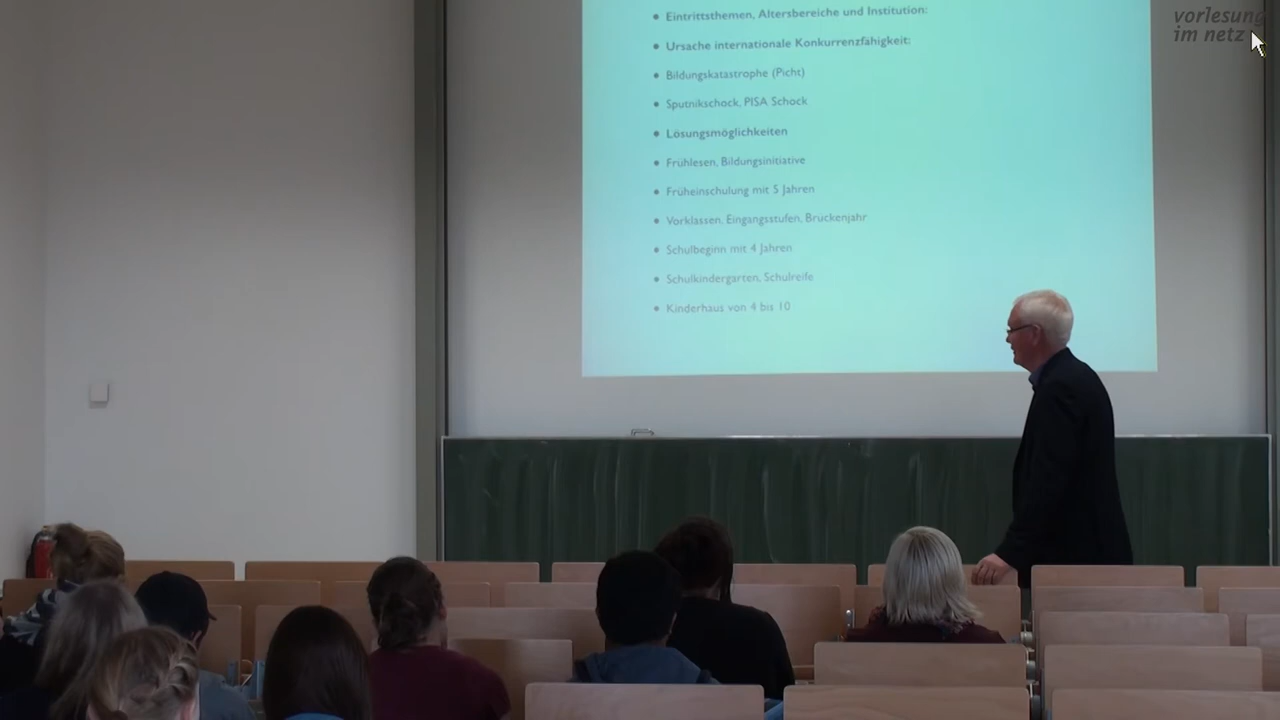 vorlesung
im netz
• Eintrittsthemen, Altersbereiche und Institution:
• Ursache internationale Konkurrenzfähigkeit:
• Bildungskatastrophe (Picht)
• Sputnikschock, PISA Schock
• Lösungsmöglichkeiten
• Frühlesen, Bildungsinitiative
• Früheinschulung mit 5 Jahren
• Vorklassen, Eingangsstufen, Brückenjahr
• Schulbeginn mit 4 Jahren
• Schulkindergarten, Schulreife
• Kinderhaus von 4 bis 10